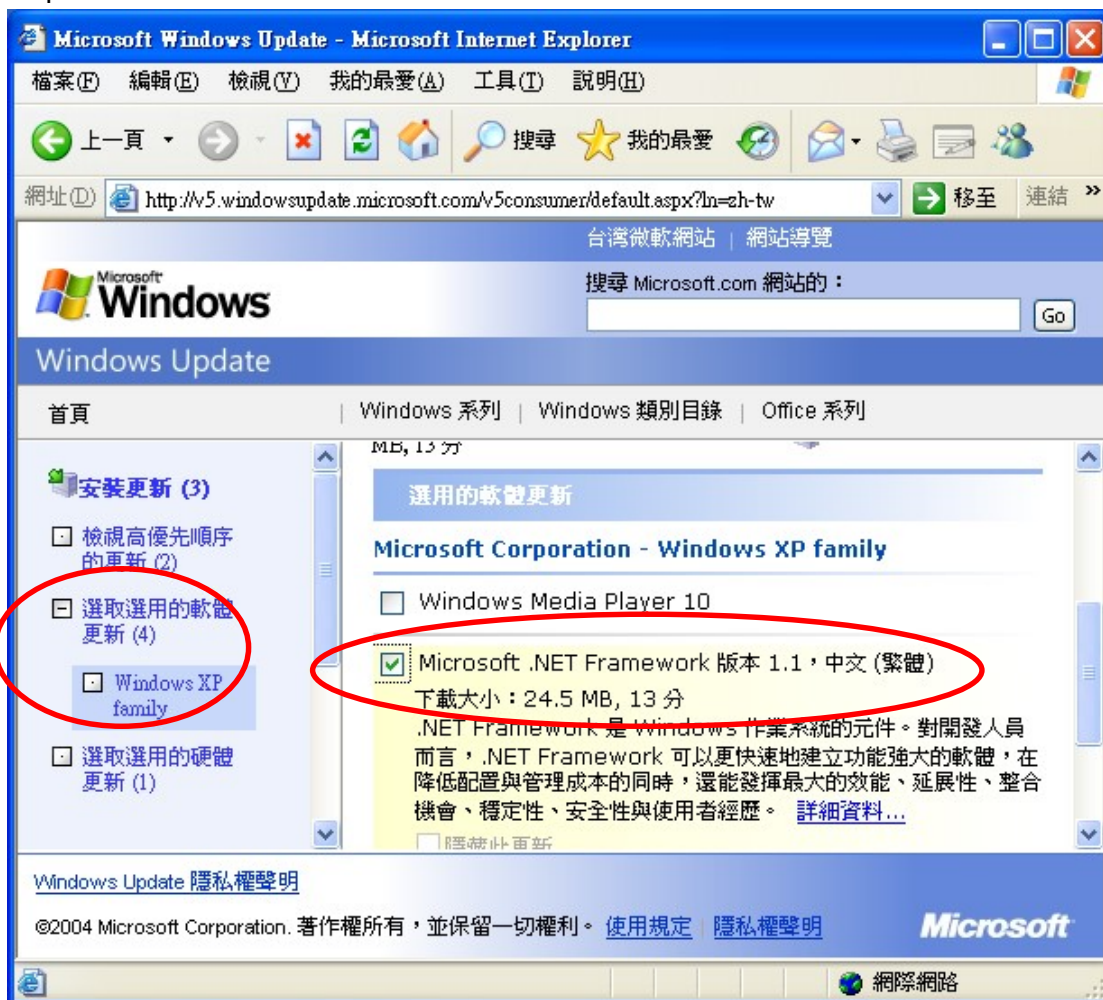 Microsoft Windows Update - Microsoft Internet Explorer
檔案(F) 編輯(E) 檢視(V) 我的最愛(A) 工具(T) 說明(H)
上一頁 搜尋 我的最愛
網址(D) http://v5.windowsupdate.microsoft.com/v5consumer/default.aspx?ln=zh-tw 移至 連結 »
台灣微軟網站 | 網站導覽
Microsoft Windows
搜尋 Microsoft.com 網站的：
Go
Windows Update
首頁 | Windows 系列 | Windows 類別目錄 | Office 系列
安裝更新 (3)
檢視高優先順序
的更新 (2)
選取選用的軟體
更新 (4)
Windows XP
family
選取選用的硬體
更新 (1)
MB, 13 分
選用的軟體更新
Microsoft Corporation - Windows XP family
Windows Media Player 10
Microsoft .NET Framework 版本 1.1，中文 (繁體)
下載大小：24.5 MB, 13 分
.NET Framework 是 Windows 作業系統的元件。對開發人員
而言，.NET Framework 可以更快速地建立功能強大的軟體，在
降低配置與管理成本的同時，還能發揮最大的效能、延展性、整合
機會、穩定性、安全性與使用者經歷。 詳細資料...
隱藏此更新
Windows Update 隱私權聲明
©2004 Microsoft Corporation. 著作權所有，並保留一切權利。 使用規定 | 隱私權聲明
Microsoft
網際網路